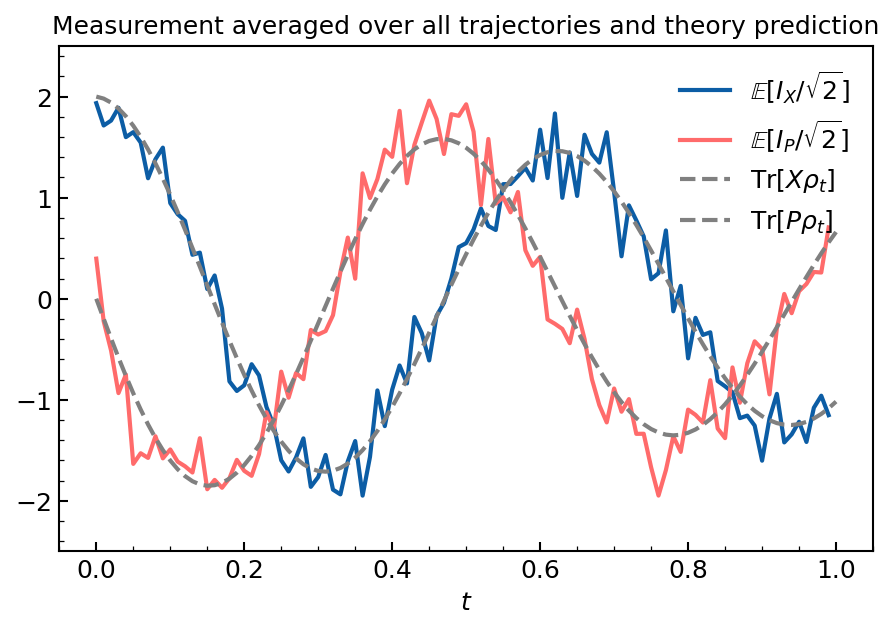 Measurement averaged over all trajectories and theory prediction
𝔼[I_X/√2]
𝔼[I_P/√2]
Tr[Xρ_t]
Tr[Pρ_t]
2
1
0
−1
−2
0.0 0.2 0.4 0.6 0.8 1.0
t